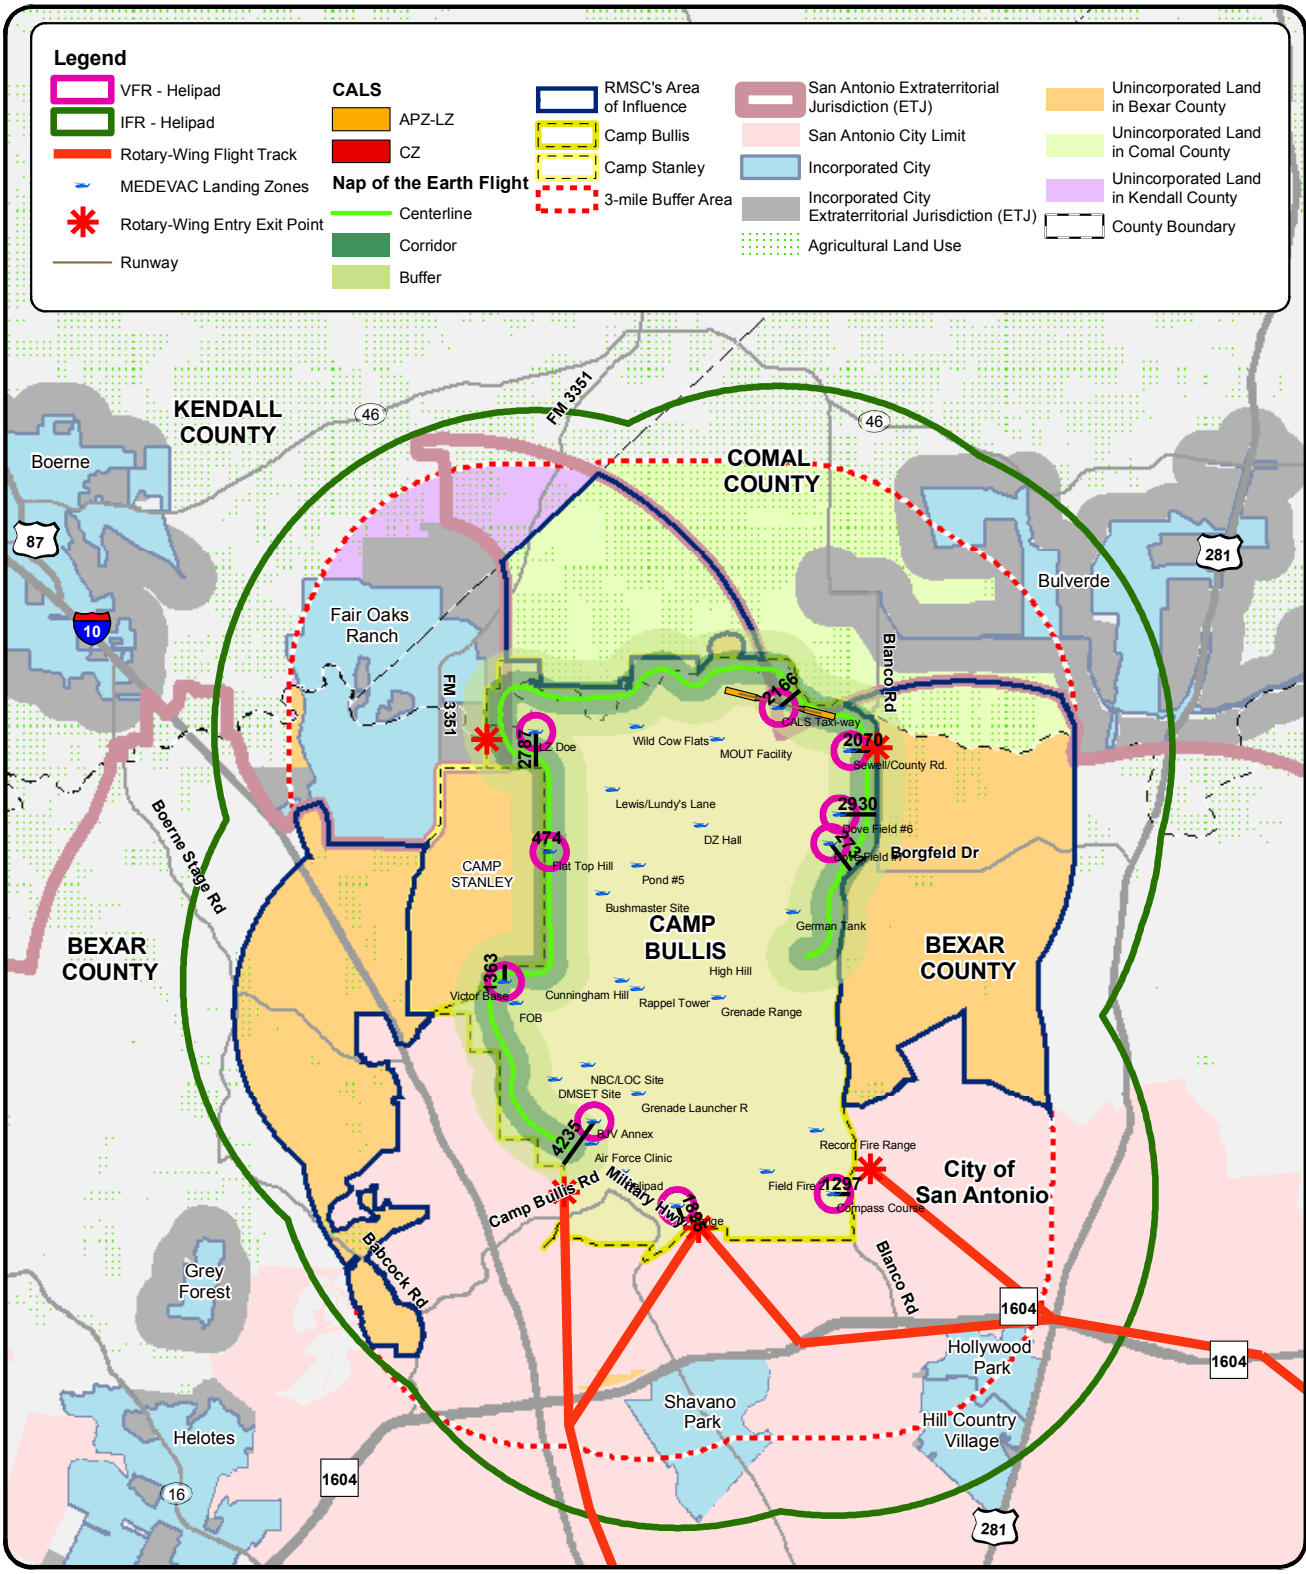 Legend
VFR - Helipad
IFR - Helipad
Rotary-Wing Flight Track
MEDEVAC Landing Zones
Rotary-Wing Entry Exit Point
Runway
CALS
APZ-LZ
CZ
Nap of the Earth Flight
Centerline
Corridor
Buffer
RMSC's Area
of Influence
Camp Bullis
Camp Stanley
3-mile Buffer Area
San Antonio Extraterritorial
Jurisdiction (ETJ)
San Antonio City Limit
Incorporated City
Incorporated City
Extraterritorial Jurisdiction (ETJ)
Agricultural Land Use
Unincorporated Land
in Bexar County
Unincorporated Land
in Comal County
Unincorporated Land
in Kendall County
County Boundary
KENDALL
COUNTY
46
FM 3351
46
Boerne
COMAL
COUNTY
87
281
Bulverde
10
Fair Oaks
Ranch
Blanco Rd
FM 3351
2166
CALS Taxi-way
2787
LZ Doe
Wild Cow Flats
MOUT Facility
2070
Sewell/County Rd.
Lewis/Lundy's Lane
2930
Dove Field #6
DZ Hall
474
Flat Top Hill
Borgfeld Dr
Boerne Stage Rd
CAMP
STANLEY
Pond #5
Bushmaster Site
German Tank
CAMP
BULLIS
BEXAR
COUNTY
BEXAR
COUNTY
High Hill
1363
Victor Base
Cunningham Hill
Rappel Tower
Grenade Range
FOB
NBC/LOC Site
DMSET Site
Grenade Launcher R
4235
BJV Annex
Record Fire Range
Air Force Clinic
City of
San Antonio
Camp Bullis Rd
Military Hwy
Helipad
Field Fire 2
1297
Compass Course
1895
Babcock Rd
Blanco Rd
Grey
Forest
1604
Hollywood
Park
1604
Shavano
Park
Hill Country
Village
Helotes
1604
16
281